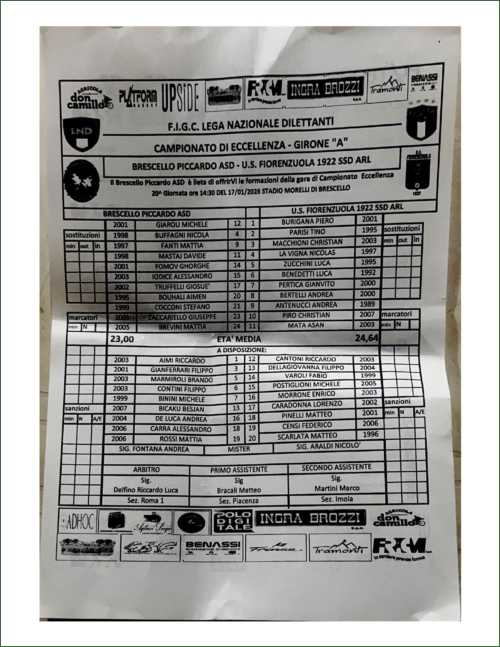 AGRICOLA don camillo PLATFORM BASKET UPSiDE F.R.M. INGRA BROZZI S.p.A. Tramonti BENASSI
F.I.G.C. LEGA NAZIONALE DILETTANTI
LND
CAMPIONATO DI ECCELLENZA - GIRONE "A"
BRESCELLO PICCARDO ASD - U.S. FIORENZUOLA 1922 SSD ARL
Il Brescello Piccardo ASD è lieta di offrirVi le formazioni della gara di Campionato Eccellenza
20ª Giornata ore 14:30 DEL 17/01/2026 STADIO MORELLI DI BRESCELLO
BRESCELLO PICCARDO ASD U.S. FIORENZUOLA 1922 SSD ARL
2001 GIAROLI MICHELE 12 1 BURIGANA PIERO 2001
sostituzioni 1998 BUFFAGNI NICOLA 4 2 PARISI TINO 1995 sostituzioni
min out in 1997 FANTI MATTIA 9 3 MACCHIONI CHRISTIAN 2003 min out in
1998 MASTAJ DAVIDE 11 4 LA VIGNA NICOLAS 1997
2001 FOMOV GHORGHE 14 5 ZUCCHINI LUCA 1995
2003 IODICE ALESSANDRO 15 6 BENEDETTI LUCA 1992
2002 TRUFFELLI GIOSUE' 17 7 PERTICA GIANVITO 2000
1995 BOUHALI AIMEN 20 8 BERTELLI ANDREA 2000
1999 COCCONI STEFANO 21 9 ANTENUCCI ANDREA 1989
marcatori ZACCARIELLO GIUSEPPE 23 10 PIRO CHRISTIAN 2007 marcatori
min N 2005 BREVINI MATTIA 24 11 MATA ASAN 2003 min N
23,00 ETA' MEDIA 24,64
A DISPOSIZIONE:
2003 AIMI RICCARDO 1 12 CANTONI RICCARDO 2003
2001 GIANFERRARI FILIPPO 3 13 DELLAGIOVANNA FILIPPO 2004
2003 MARMIROLI BRANDO 5 14 VAROLI FABIO 1999
2003 CONTINI FILIPPO 6 15 POSTIGLIONI MICHELE 2005
1999 BININI MICHELE 7 16 MORRONE ENRICO 2003
sanzioni 2007 BICAKU BESJAN 13 17 CARADONNA LORENZO 2002 sanzioni
min N A/E 2004 DE LUCA ANDREA 16 18 PINELLI MATTEO 2001 min N A/E
2006 CARRA ALESSANDRO 18 19 CENSI FEDERICO 2006
2006 ROSSI MATTIA 19 20 SCARLATA MATTEO 1996
SIG. FONTANA ANDREA MISTER SIG. ARALDI NICOLO'
ARBITRO PRIMO ASSISTENTE SECONDO ASSISTENTE
Sig. Sig Sig.
Delfino Riccardo Luca Bracali Matteo Martini Marco
Sez. Roma 1 Sez. Piacenza Sez. Imola
ADHOC POLO DIGITALE INGRA BROZZI S.p.A. AGRICOLA don camillo
BENASSI Tramonti F.R.M.